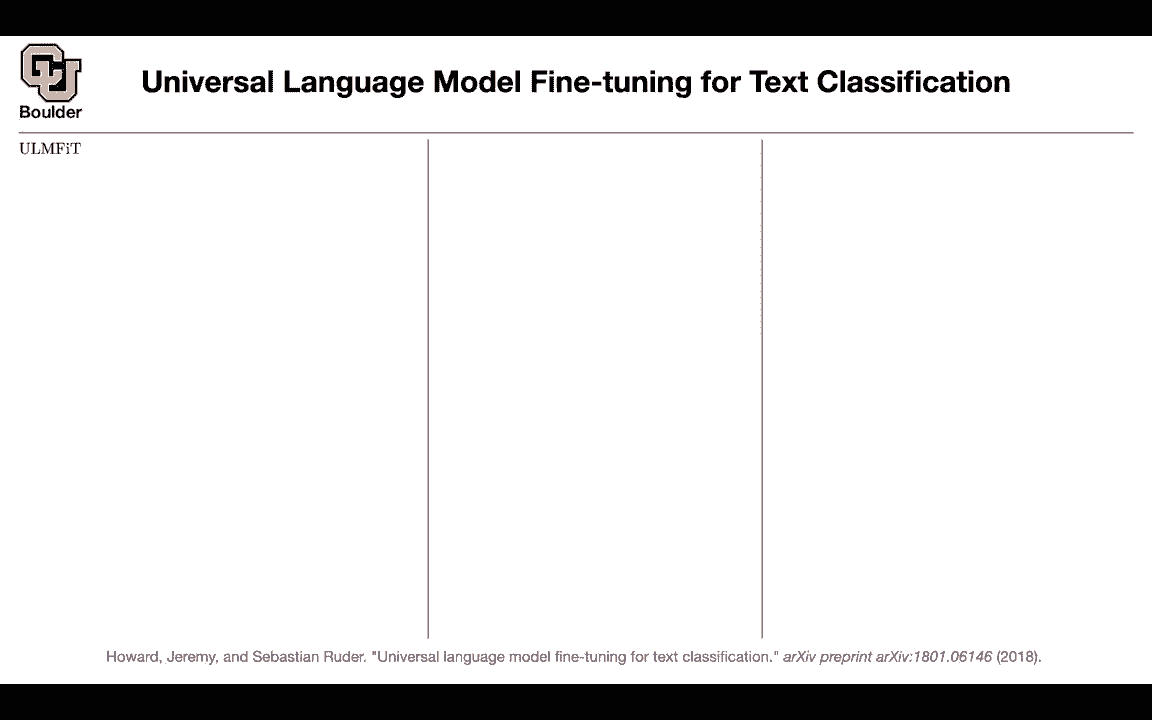 CU
Boulder
Universal Language Model Fine-tuning for Text Classification
ULMFiT
Howard, Jeremy, and Sebastian Ruder. "Universal language model fine-tuning for text classification." arXiv preprint arXiv:1801.06146 (2018).